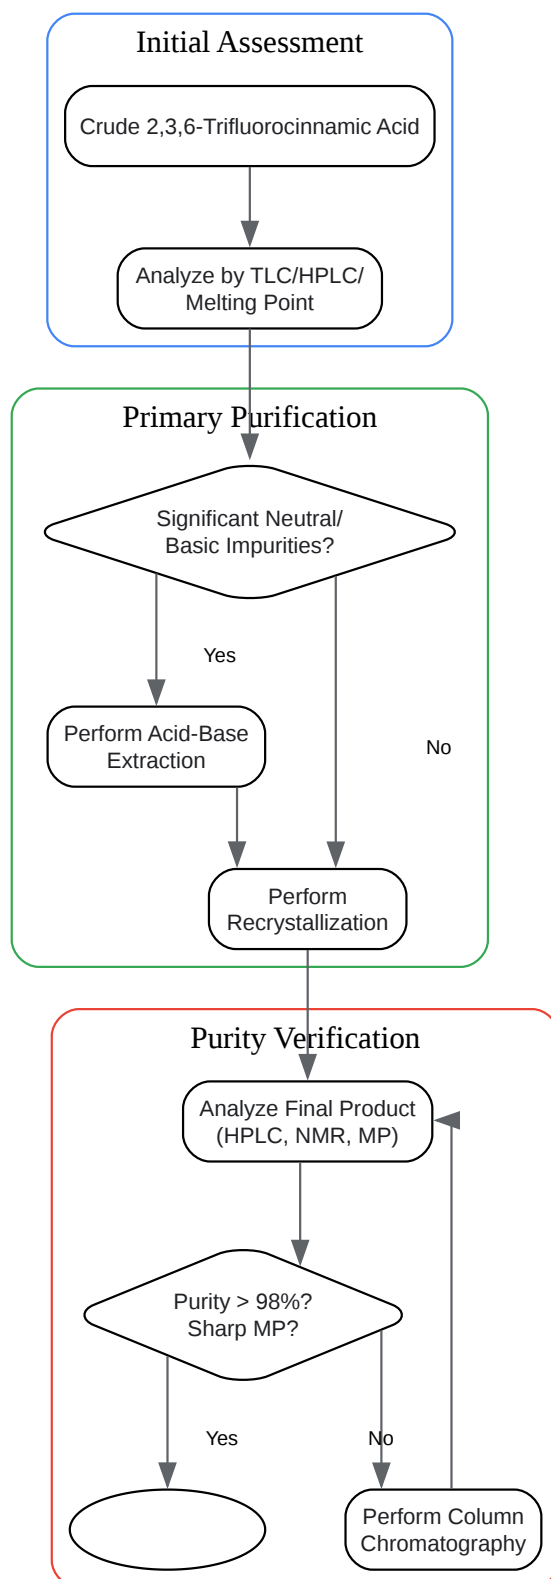 Initial Assessment
Crude 2,3,6-Trifluorocinnamic Acid
Analyze by TLC/HPLC/
Melting Point
Primary Purification
Significant Neutral/
Basic Impurities?
Yes
Perform Acid-Base
Extraction
No
Perform
Recrystallization
Purity Verification
Analyze Final Product
(HPLC, NMR, MP)
Purity > 98%?
Sharp MP?
Yes
No
Perform Column
Chromatography